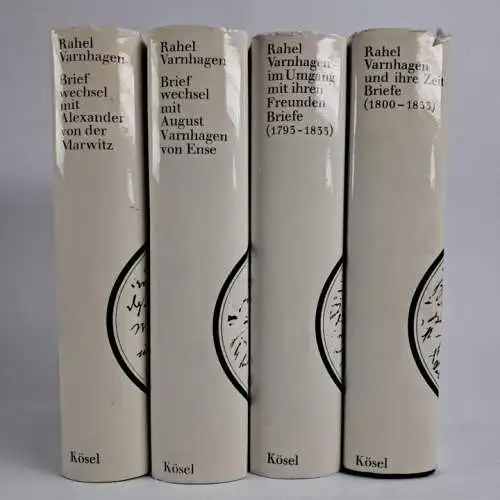 Rahel
Varnhagen
Brief
wechsel
mit
Alexander
von der
Marwitz
Kösel
Rahel
Varnhagen
Brief
wechsel
mit
August
Varnhagen
von Ense
Kösel
Rahel
Varnhagen
im Umgang
mit ihren
Freunden
Briefe
(1793-1833)
Kösel
Rahel
Varnhagen
und ihre Zeit
Briefe
(1800-1833)
Kösel